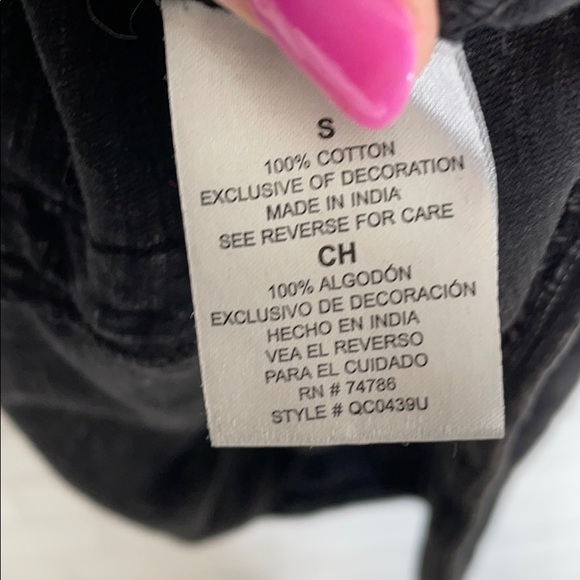 S
100% COTTON
EXCLUSIVE OF DECORATION
MADE IN INDIA
SEE REVERSE FOR CARE
CH
100% ALGODÓN
EXCLUSIVO DE DECORACIÓN
HECHO EN INDIA
VEA EL REVERSO
PARA EL CUIDADO
RN # 74786
STYLE # QC0439U